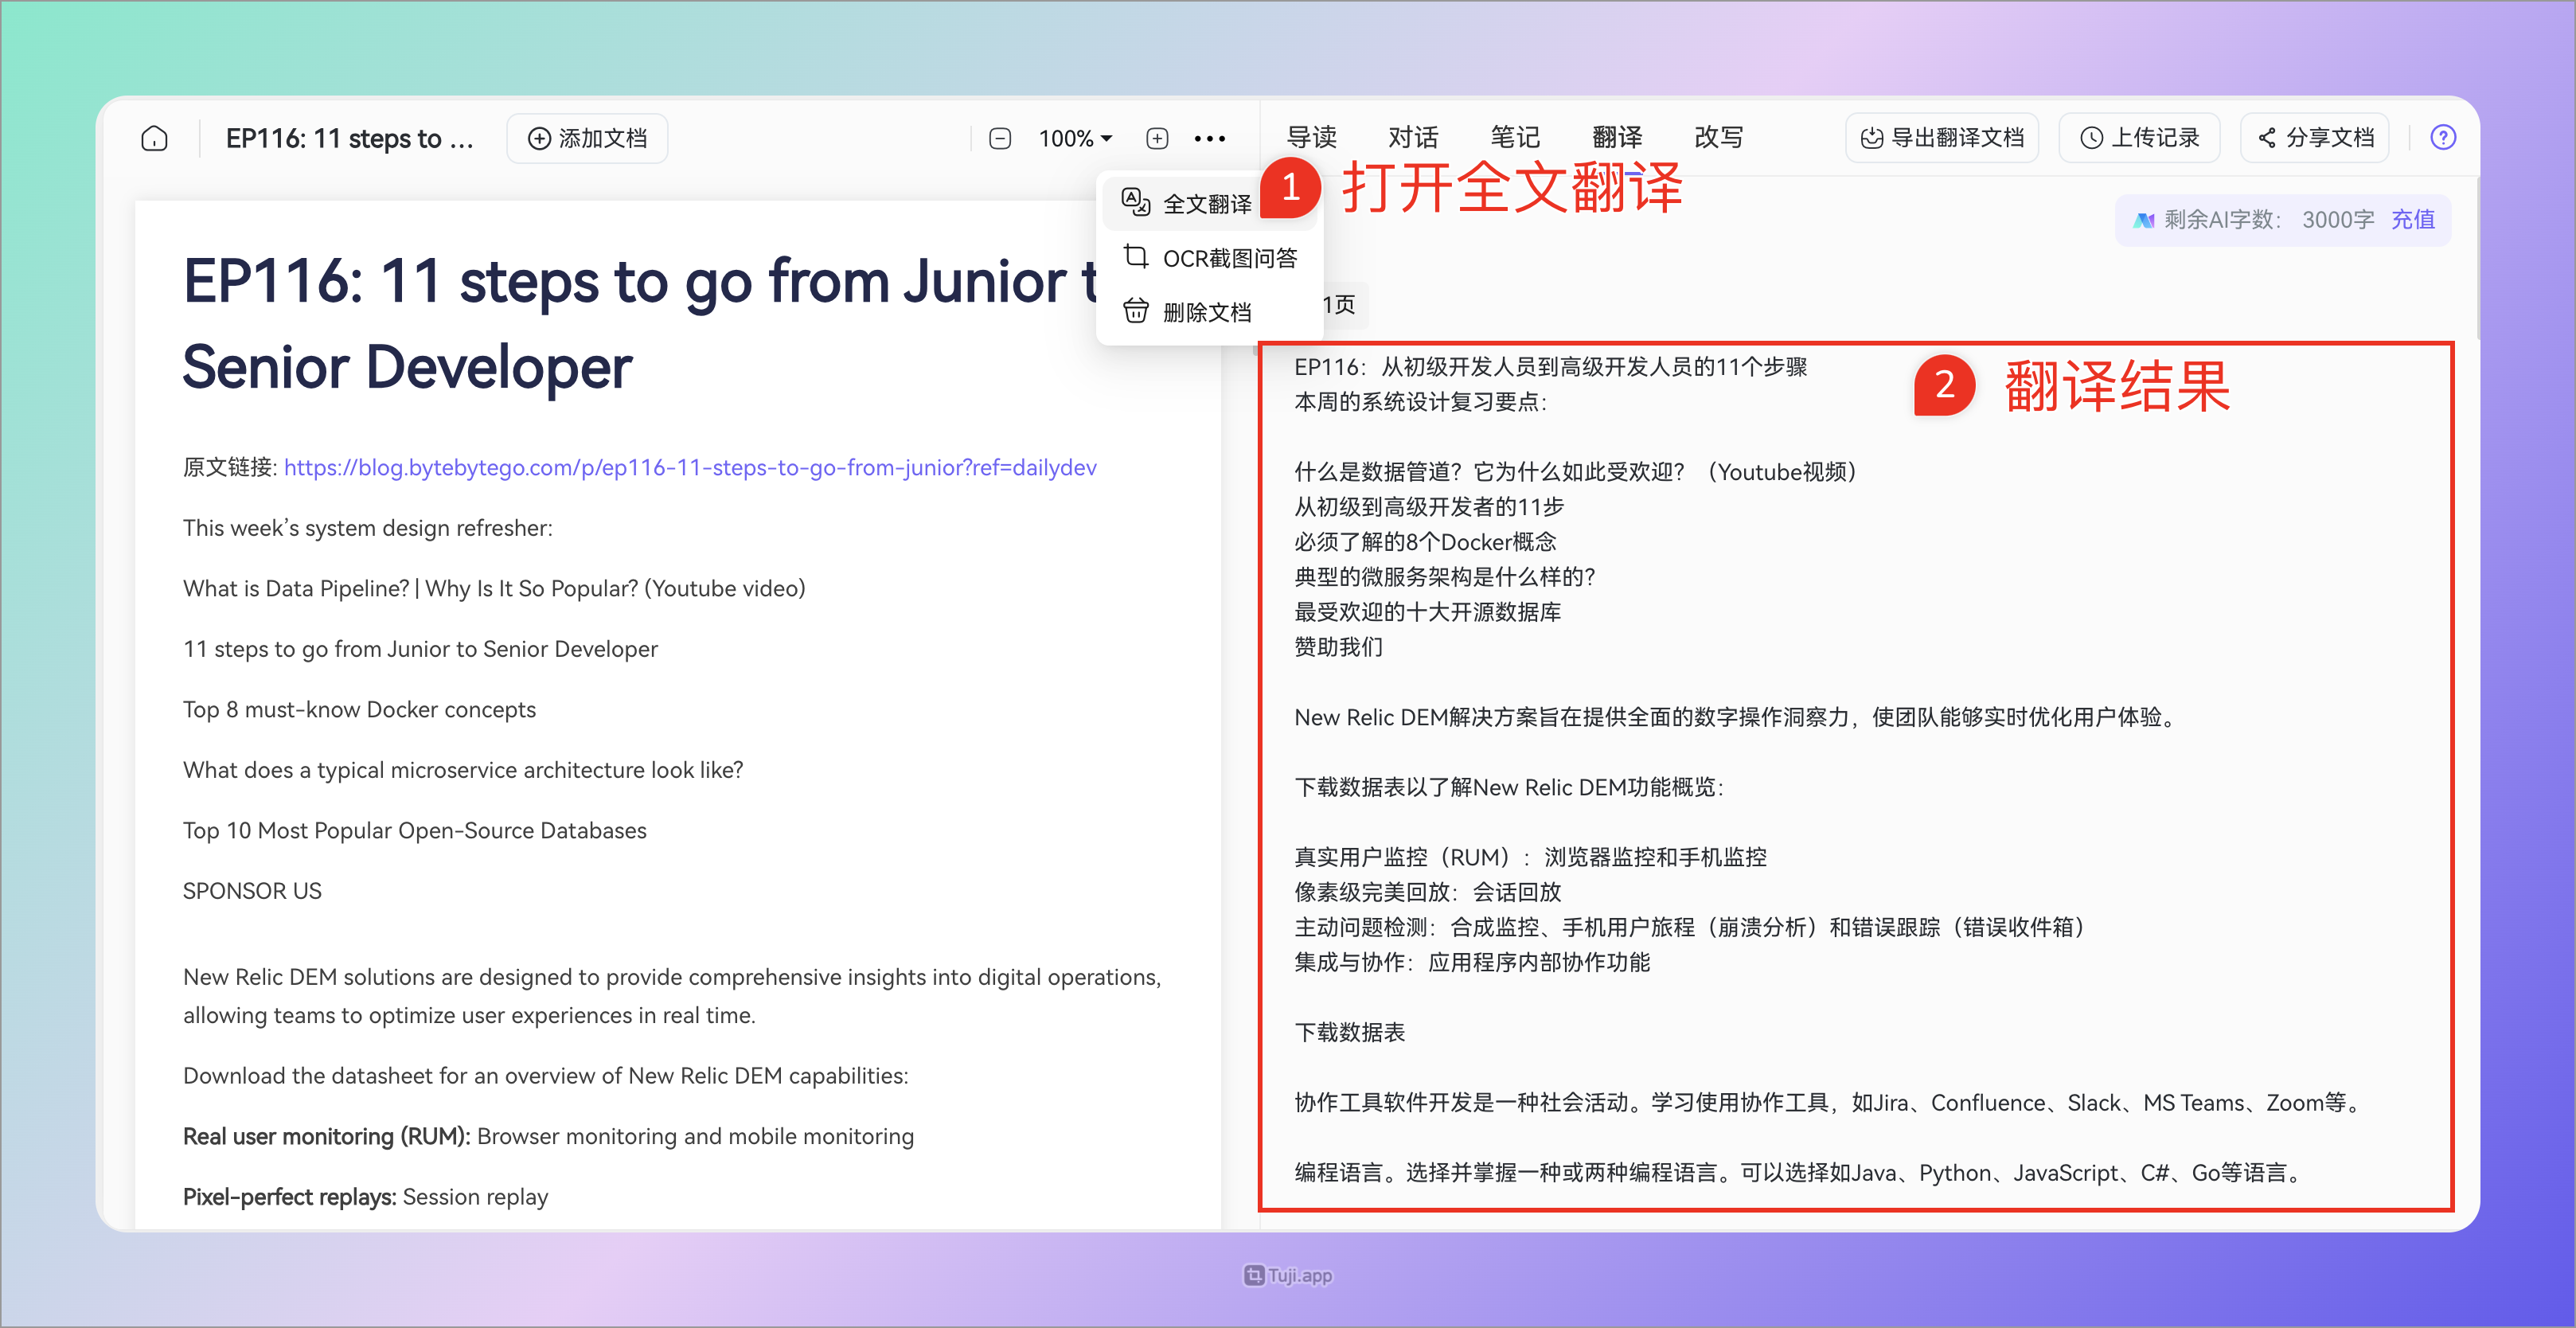 EP116: 11 steps to ...
添加文档
100%
导读 对话 笔记 翻译 改写
导出翻译文档
上传记录
分享文档
全文翻译
OCR截图问答
删除文档
1 打开全文翻译
剩余AI字数： 3000字 充值
EP116: 11 steps to go from Junior t
Senior Developer
原文链接: https://blog.bytebytego.com/p/ep116-11-steps-to-go-from-junior?ref=dailydev
This week’s system design refresher:
What is Data Pipeline? | Why Is It So Popular? (Youtube video)
11 steps to go from Junior to Senior Developer
Top 8 must-know Docker concepts
What does a typical microservice architecture look like?
Top 10 Most Popular Open-Source Databases
SPONSOR US
New Relic DEM solutions are designed to provide comprehensive insights into digital operations,
allowing teams to optimize user experiences in real time.
Download the datasheet for an overview of New Relic DEM capabilities:
Real user monitoring (RUM): Browser monitoring and mobile monitoring
Pixel-perfect replays: Session replay
1页
2 翻译结果
EP116：从初级开发人员到高级开发人员的11个步骤
本周的系统设计复习要点：
什么是数据管道？它为什么如此受欢迎？（Youtube视频）
从初级到高级开发者的11步
必须了解的8个Docker概念
典型的微服务架构是什么样的？
最受欢迎的十大开源数据库
赞助我们
New Relic DEM解决方案旨在提供全面的数字操作洞察力，使团队能够实时优化用户体验。
下载数据表以了解New Relic DEM功能概览：
真实用户监控（RUM）：浏览器监控和手机监控
像素级完美回放：会话回放
主动问题检测：合成监控、手机用户旅程（崩溃分析）和错误跟踪（错误收件箱）
集成与协作：应用程序内部协作功能
下载数据表
协作工具软件开发是一种社会活动。学习使用协作工具，如Jira、Confluence、Slack、MS Teams、Zoom等。
编程语言。选择并掌握一种或两种编程语言。可以选择如Java、Python、JavaScript、C#、Go等语言。
Tuji.app